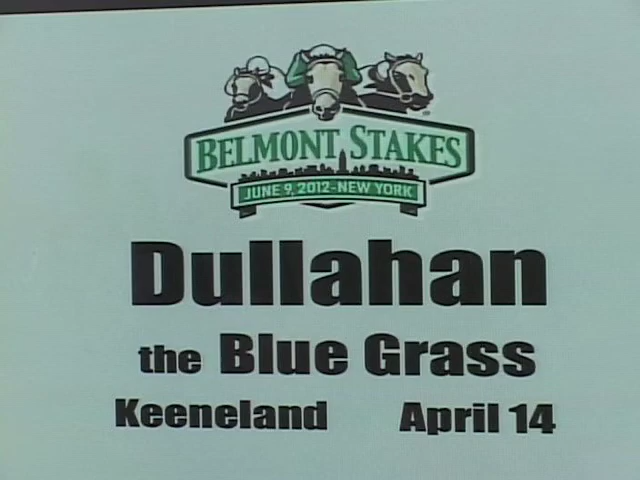 BELMONT STAKES
JUNE 9, 2012-NEW YORK
Dullahan
the Blue Grass
Keeneland April 14